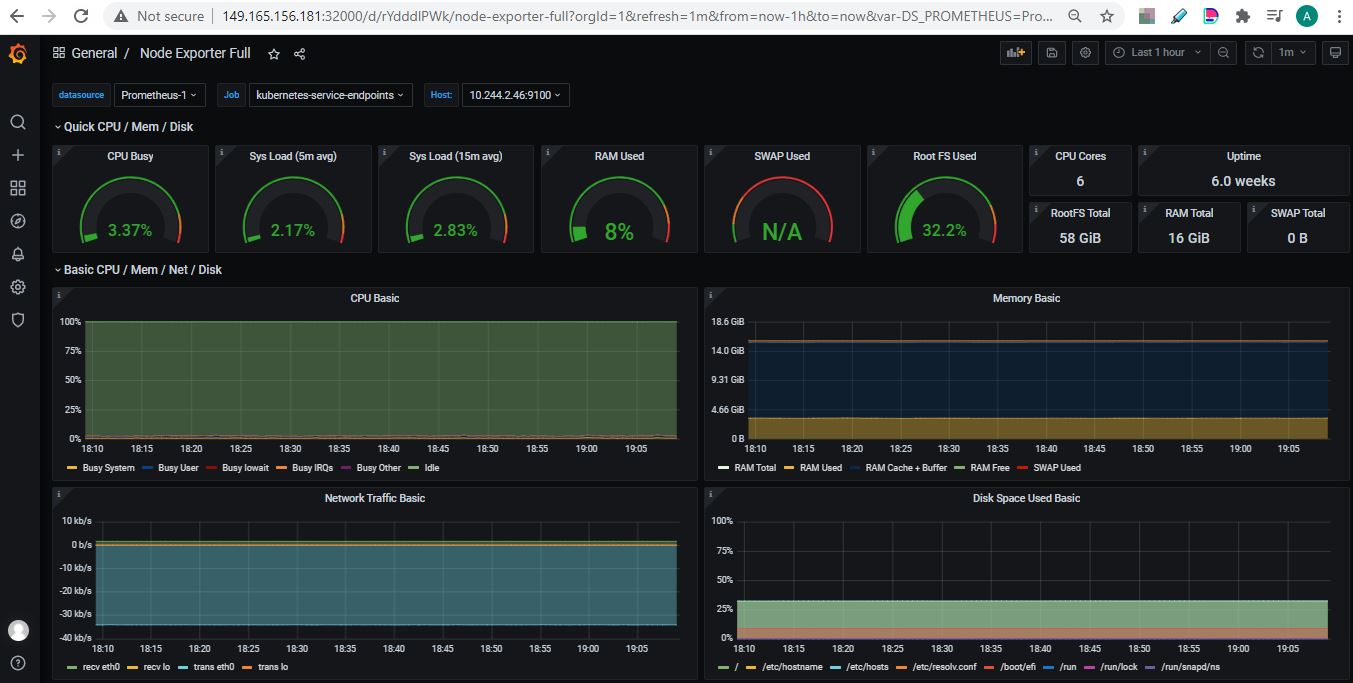 Not secure 149.165.156.181:32000/d/rYdddlPWk/node-exporter-full?orgId=1&refresh=1m&from=now-1h&to=now&var-DS_PROMETHEUS=Pro... A
General / Node Exporter Full Last 1 hour 1m
datasource Prometheus-1 Job kubernetes-service-endpoints Host: 10.244.2.46:9100
Quick CPU / Mem / Disk
CPU Busy
3.37%
Sys Load (5m avg)
2.17%
Sys Load (15m avg)
2.83%
RAM Used
8%
SWAP Used
N/A
Root FS Used
32.2%
CPU Cores
6
Uptime
6.0 weeks
RootFS Total
58 GiB
RAM Total
16 GiB
SWAP Total
0 B
Basic CPU / Mem / Net / Disk
CPU Basic
100%
75%
50%
25%
0%
18:10 18:15 18:20 18:25 18:30 18:35 18:40 18:45 18:50 18:55 19:00 19:05
Busy System Busy User Busy Iowait Busy IRQs Busy Other Idle
Memory Basic
18.6 GiB
14.0 GiB
9.31 GiB
4.66 GiB
0 B
18:10 18:15 18:20 18:25 18:30 18:35 18:40 18:45 18:50 18:55 19:00 19:05
RAM Total RAM Used RAM Cache + Buffer RAM Free SWAP Used
Network Traffic Basic
10 kb/s
0 b/s
-10 kb/s
-20 kb/s
-30 kb/s
-40 kb/s
18:10 18:15 18:20 18:25 18:30 18:35 18:40 18:45 18:50 18:55 19:00 19:05
recv eth0 recv lo trans eth0 trans lo
Disk Space Used Basic
100%
75%
50%
25%
0%
18:10 18:15 18:20 18:25 18:30 18:35 18:40 18:45 18:50 18:55 19:00 19:05
/ /etc/hostname /etc/hosts /etc/resolv.conf /boot/efi /run /run/lock /run/snapd/ns